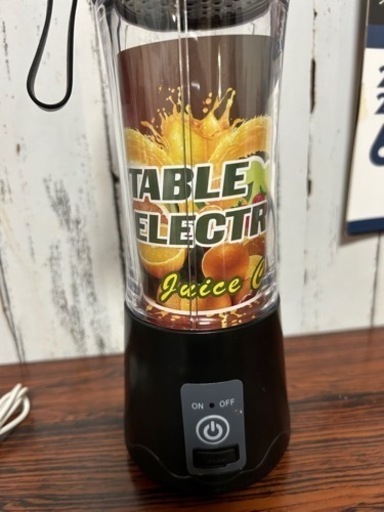 TABLE
ELECTR
Juice C
ON OFF